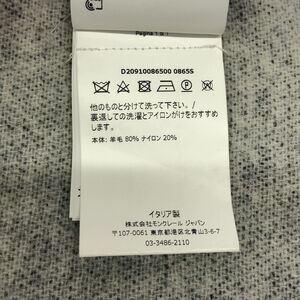 Pagina 1 di 1
D20910086500 0865S
他のものと分けて洗って下さい。/
裏返しての洗濯とアイロンがけをおすすめ
します。
本体: 羊毛 80% ナイロン 20%
イタリア製
株式会社モンクレール ジャパン
〒107-0061 東京都港区北青山3-6-7
03-3486-2110